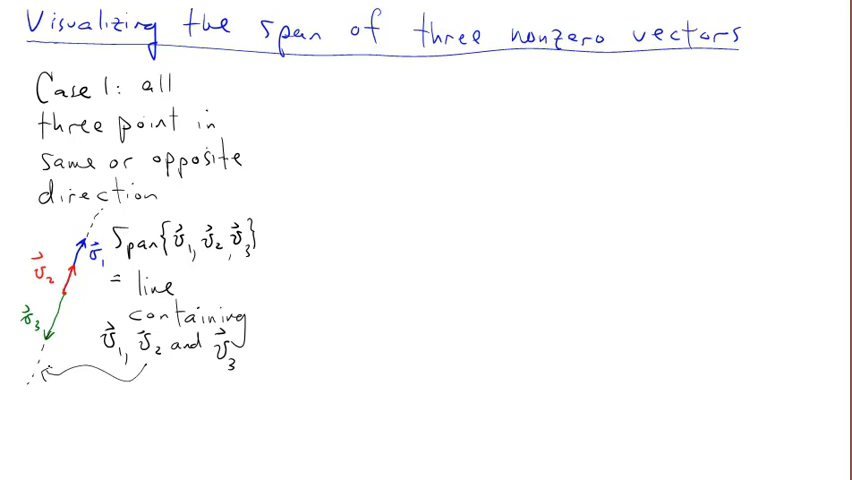 Visualizing the span of three nonzero vectors
Case 1: all
three point in
same or opposite
direction
Span{v⃗₁, v⃗₂, v⃗₃}
= line
containing
v⃗₁, v⃗₂ and v⃗₃
v⃗₁
v⃗₂
v⃗₃